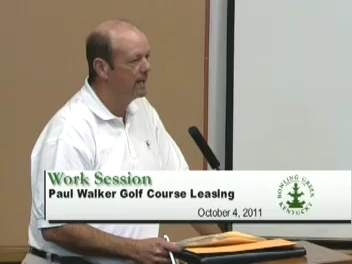 Work Session
Paul Walker Golf Course Leasing
October 4, 2011
BOWLING GREEN
KENTUCKY